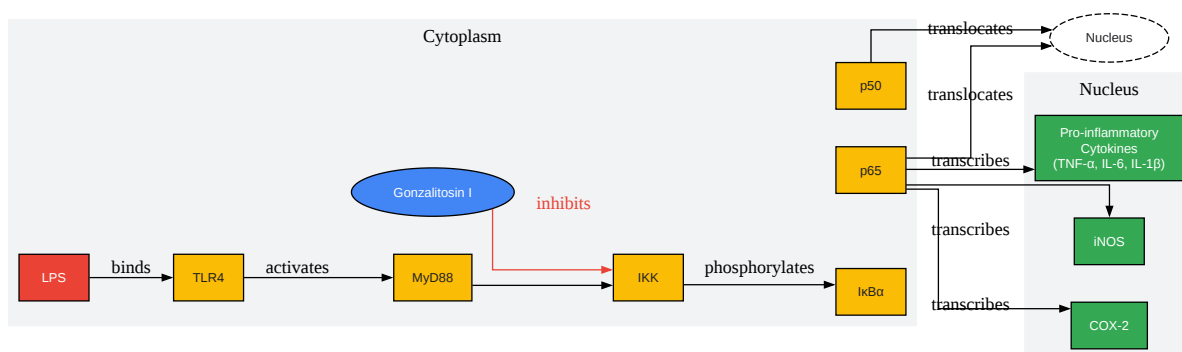 Cytoplasm
translocates
Nucleus
p50
Nucleus
translocates
Pro-inflammatory
Cytokines
(TNF-α, IL-6, IL-1β)
p65
transcribes
Gonzalitosin I
inhibits
transcribes
iNOS
LPS
binds
TLR4
activates
MyD88
IKK
phosphorylates
IκBα
transcribes
COX-2